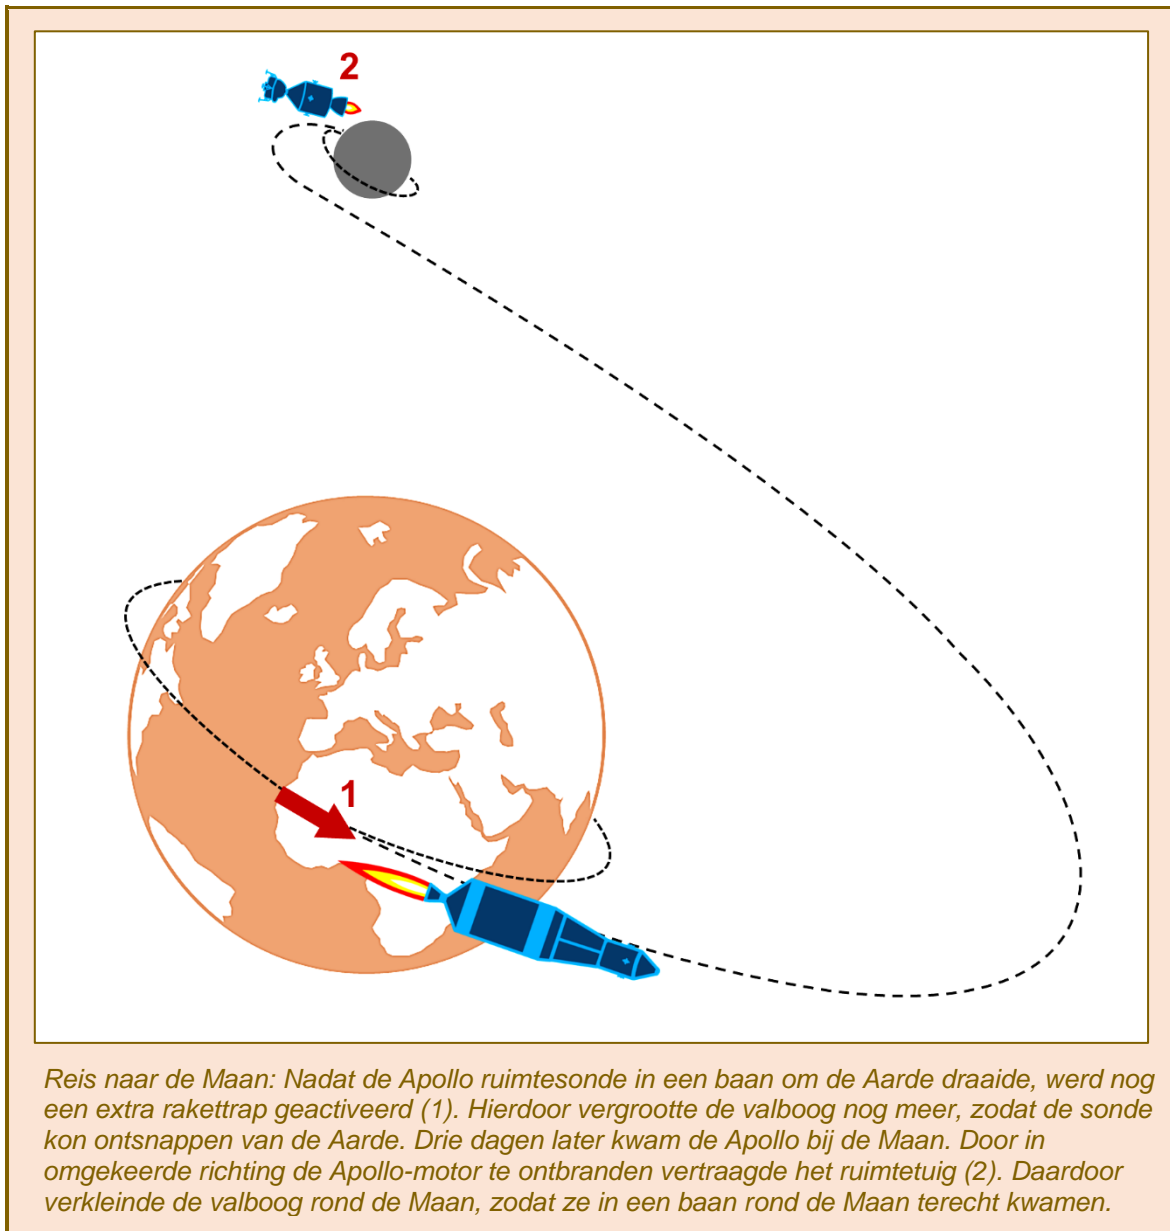 2
1
Reis naar de Maan: Nadat de Apollo ruimtesonde in een baan om de Aarde draaide, werd nog
een extra rakettrap geactiveerd (1). Hierdoor vergrootte de valboog nog meer, zodat de sonde
kon ontsnappen van de Aarde. Drie dagen later kwam de Apollo bij de Maan. Door in
omgekeerde richting de Apollo-motor te ontbranden vertraagde het ruimtetuig (2). Daardoor
verkleinde de valboog rond de Maan, zodat ze in een baan rond de Maan terecht kwamen.